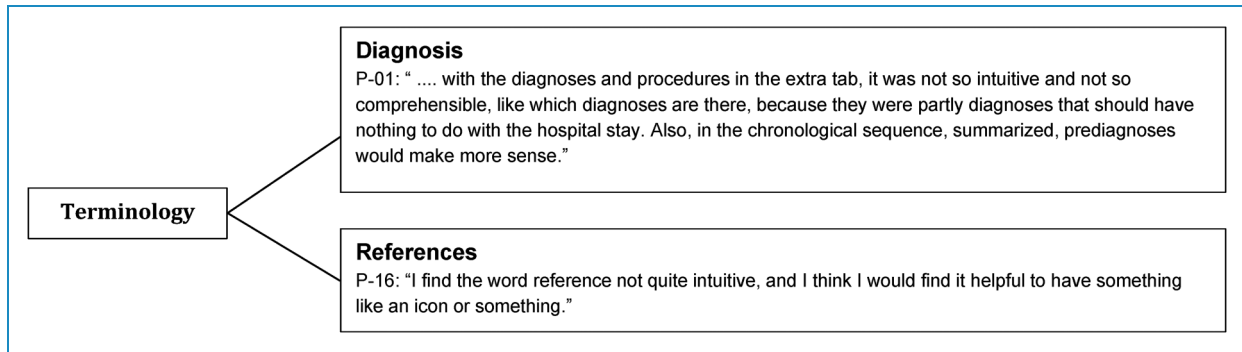 Terminology
Diagnosis
P-01: “ .... with the diagnoses and procedures in the extra tab, it was not so intuitive and not so
comprehensible, like which diagnoses are there, because they were partly diagnoses that should have
nothing to do with the hospital stay. Also, in the chronological sequence, summarized, prediagnoses
would make more sense.”
References
P-16: “I find the word reference not quite intuitive, and I think I would find it helpful to have something
like an icon or something.”